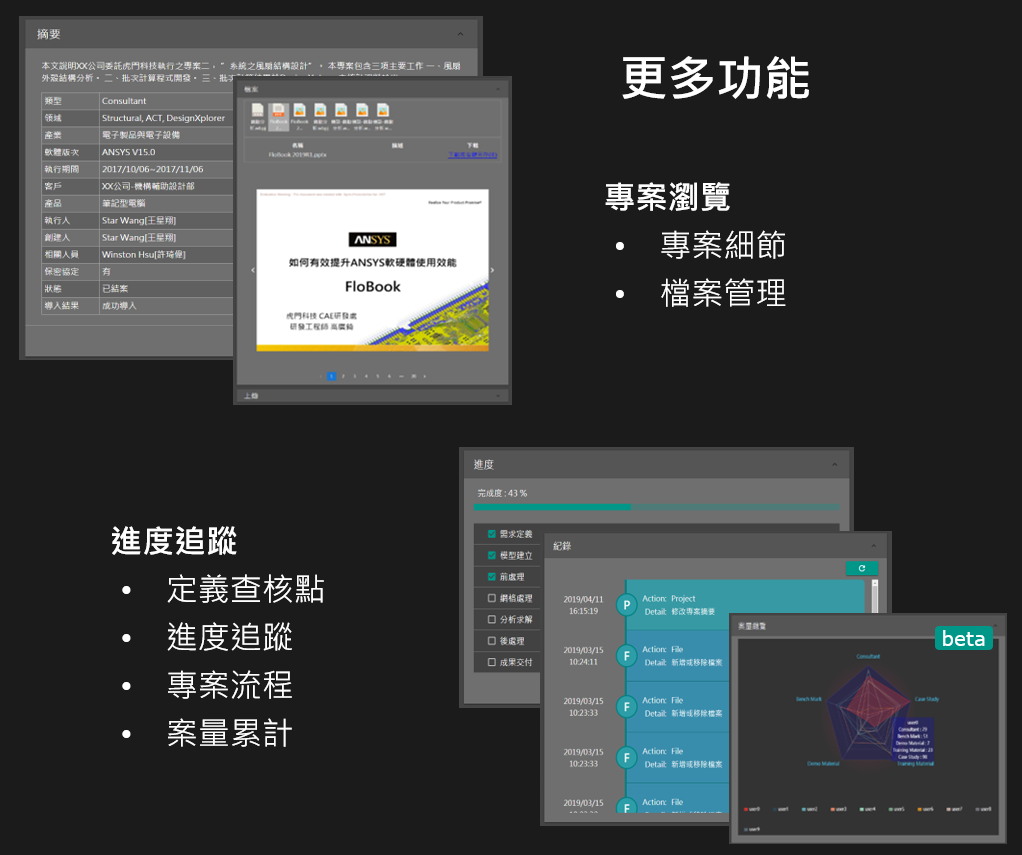 更多功能
摘要
本文說明XX公司委託虎門科技執行之專案二，" 系統之風扇結構設計"， 本專案包含三項主要工作 一、風扇
外殼結構分析， 二、批次計算程式開發， 三、批次
類型 Consultant
領域 Structural, ACT, DesignXplorer
產業 電子製品與電子設備
軟體版次 ANSYS V15.0
執行期間 2017/10/06~2017/11/06
客戶 XX公司-機構輔助設計部
產品 筆記型電腦
執行人 Star Wang[王星翔]
創建人 Star Wang[王星翔]
相關人員 Winston Hsu[許琦偉]
保密協定 有
狀態 已結案
導入結果 成功導入
檔案
名稱 描述 下載
FloBook 201901.pptx
Realize Your Product Promise®
ANSYS
如何有效提升ANSYS軟硬體使用效能
FloBook
虎門科技 CAE研發處
研發工程師
1 2 3 4 5 6
上傳
專案瀏覽
• 專案細節
• 檔案管理
進度追蹤
• 定義查核點
• 進度追蹤
• 專案流程
• 案量累計
進度
完成度 : 43 %
需求定義
模型建立
前處理
網格處理
分析求解
後處理
成果交付
紀錄
2019/04/11
16:15:19
P
Action: Project
Detail: 修改專案摘要
2019/03/15
10:24:11
F
Action: File
Detail: 新增或移除檔案
2019/03/15
10:23:33
F
Action: File
Detail: 新增或移除檔案
2019/03/15
10:23:33
F
Action: File
Detail: 新增或移除檔案
2019/03/15
F
Action: File
案量總覽
beta
Consultant
Bench Mark
Case Study
Demo Material
Training Material
user0
Consultant : 79
Bench Mark : 53
Demo Material : 7
Training Material : 23
Case Study : 98
user0 user1 user2 user3 user4 user5 user6 user7 user8
user9